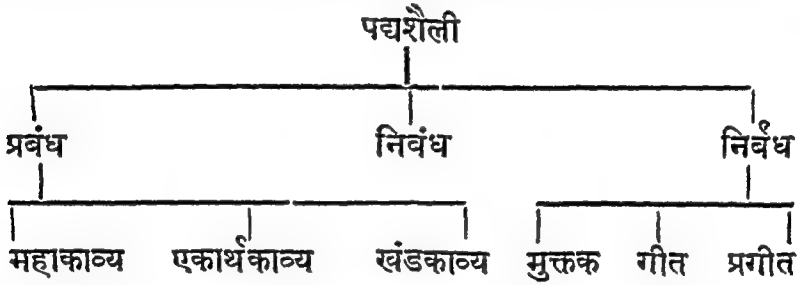 पद्यशैली
प्रबंध निबंध निर्बंध
महाकाव्य एकार्थकाव्य खंडकाव्य मुक्तक गीत प्रगीत